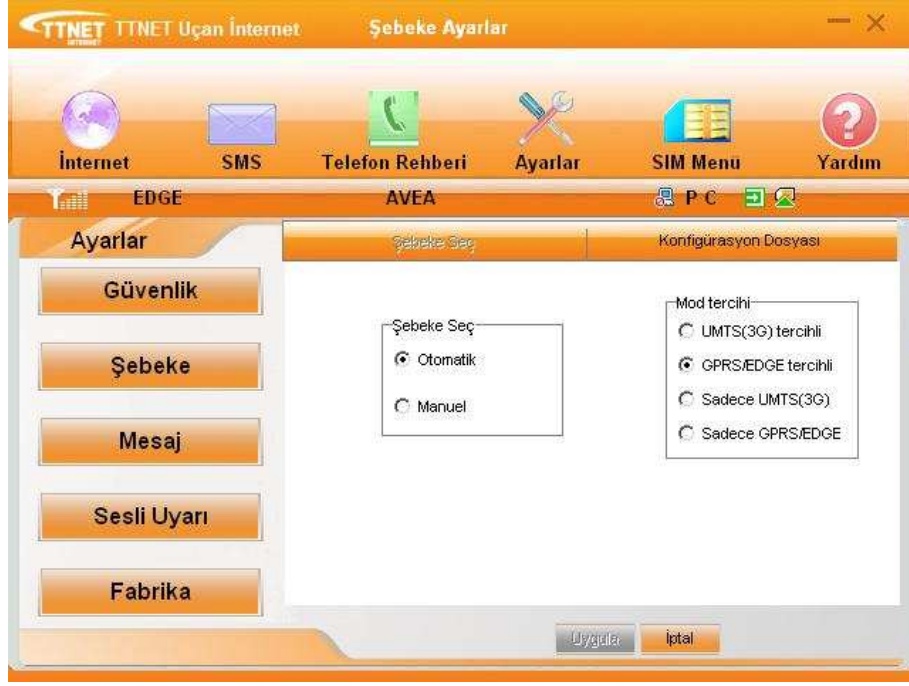 TTNET
INTERNET
TTNET Uçan İnternet
Şebeke Ayarlar
İnternet
SMS
Telefon Rehberi
Ayarlar
SIM Menü
Yardım
EDGE
AVEA
P C
Ayarlar
Şebeke Seç
Konfigürasyon Dosyası
Güvenlik
Şebeke
Mesaj
Sesli Uyarı
Fabrika
Şebeke Seç
Otomatik
Manuel
Mod tercihi
UMTS(3G) tercihli
GPRS/EDGE tercihli
Sadece UMTS(3G)
Sadece GPRS/EDGE
Uygula
İptal